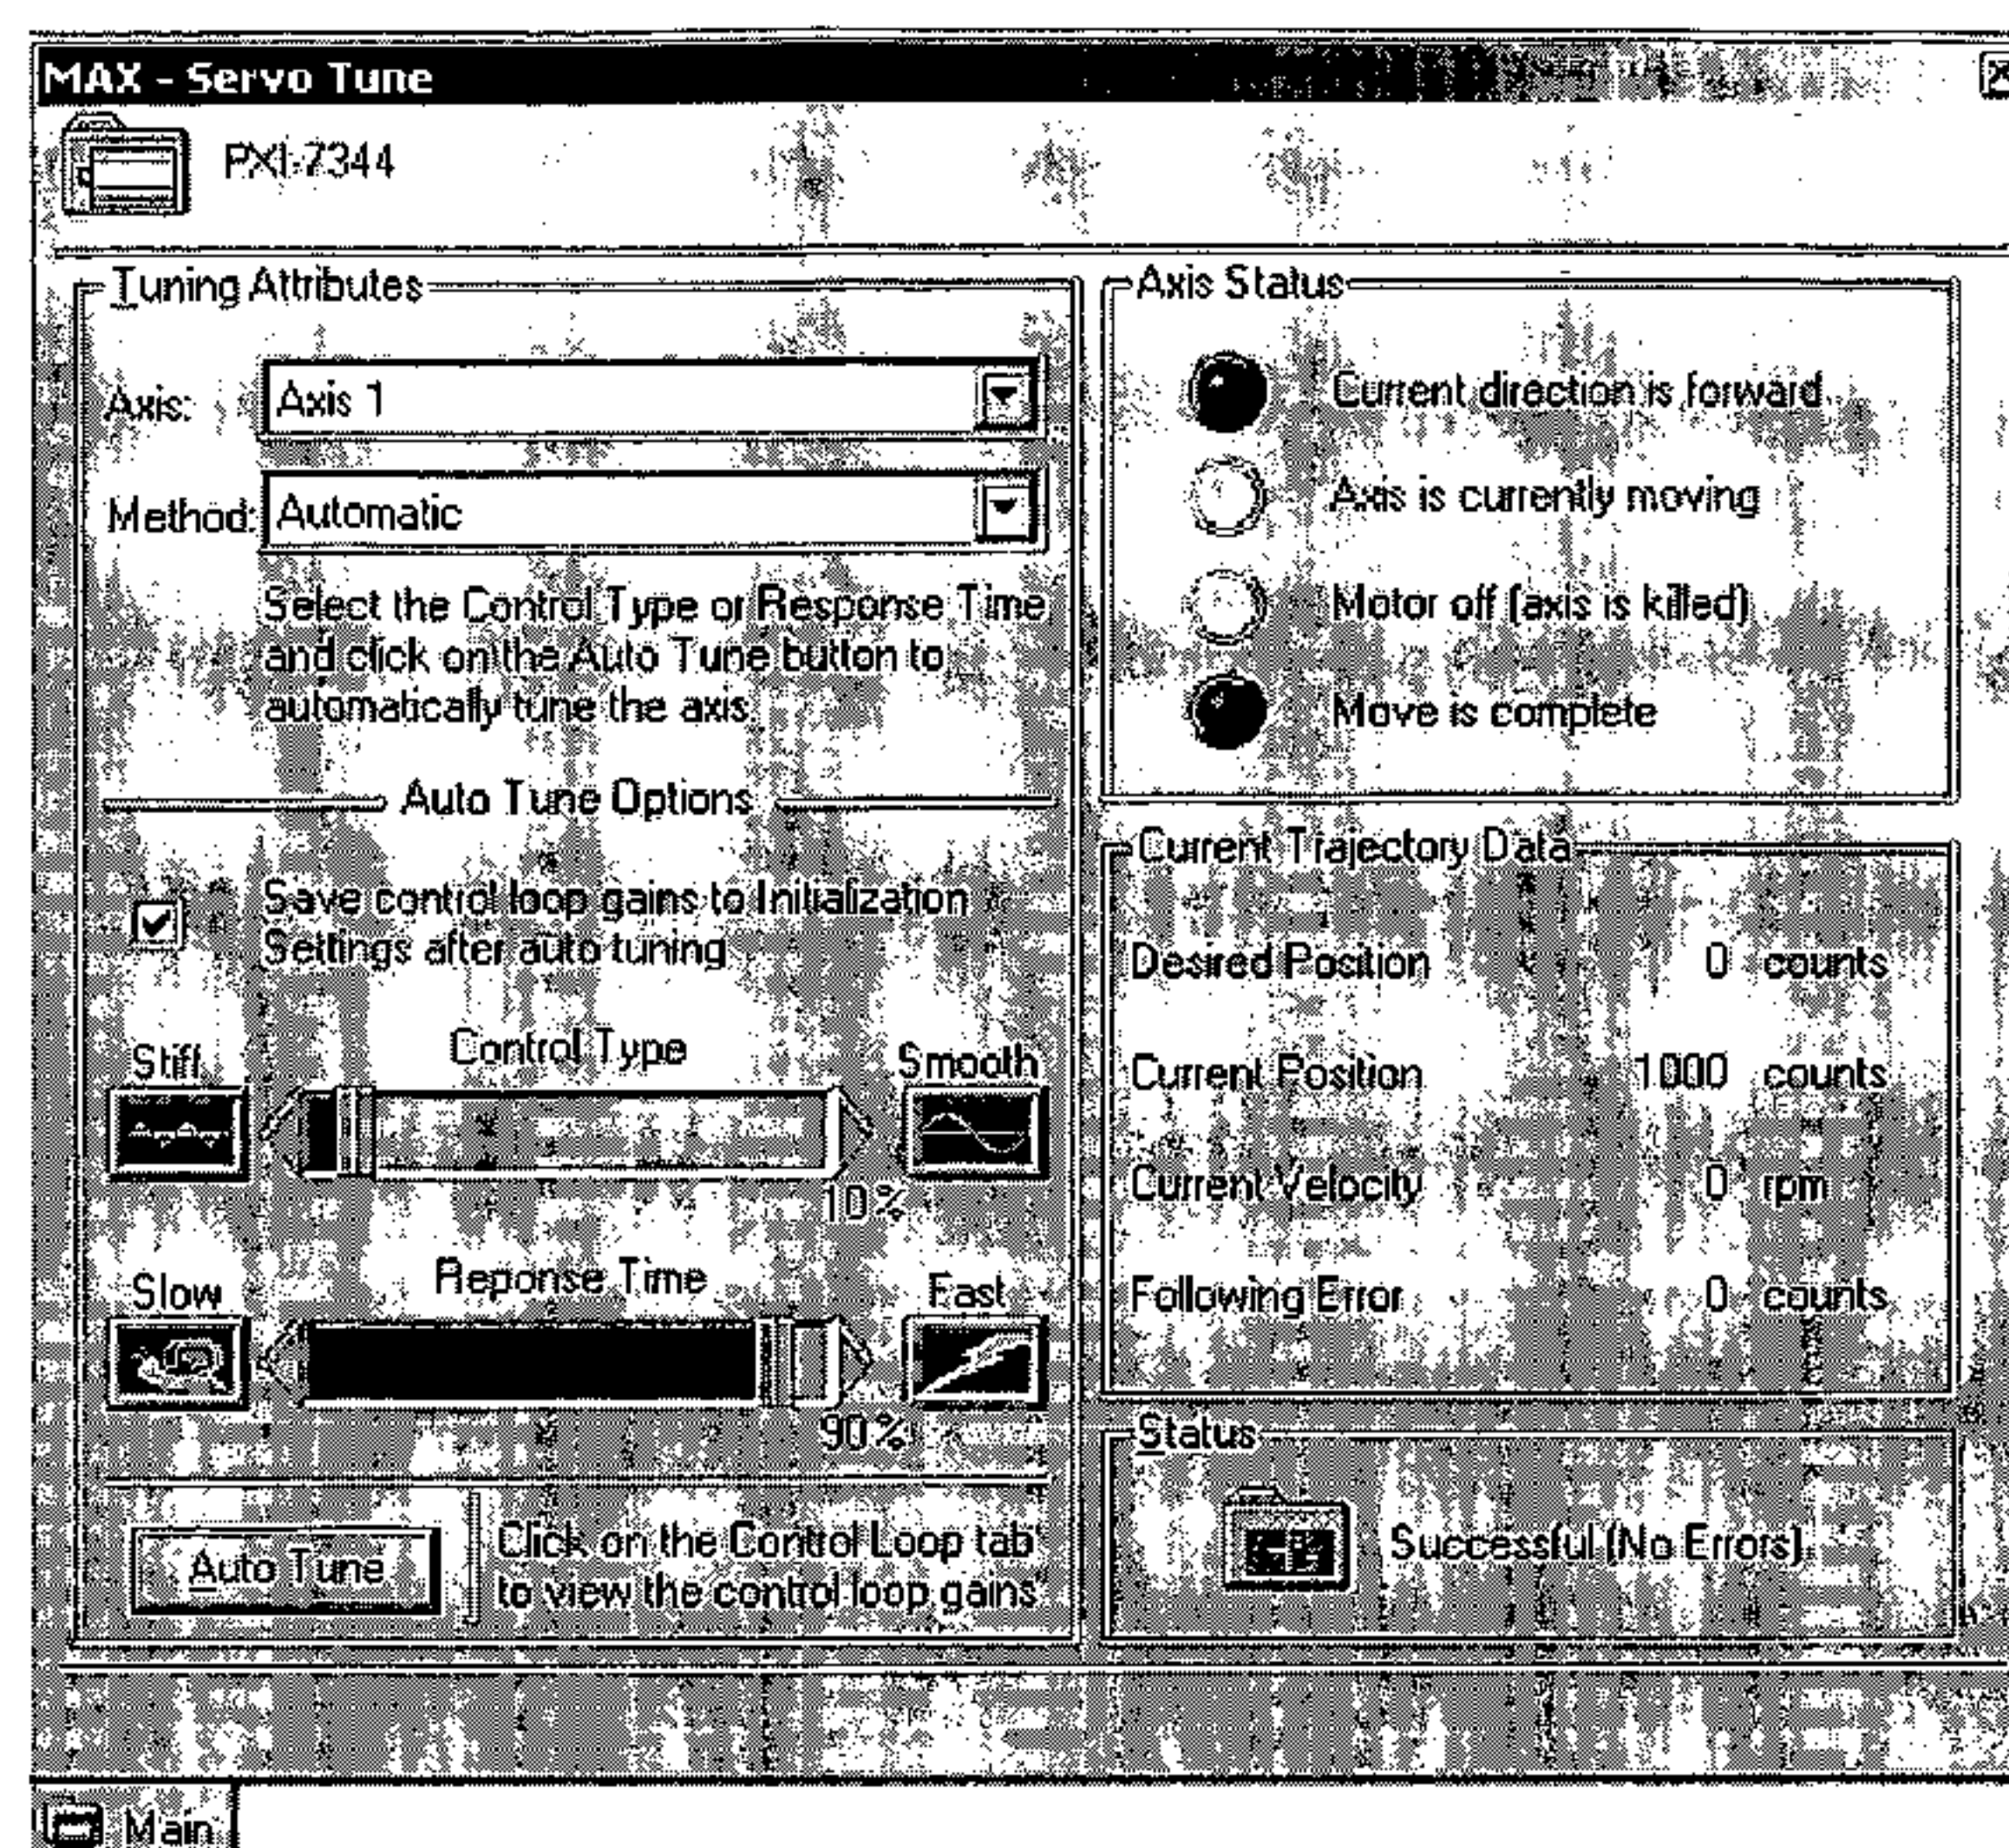 MAX - Servo Tune
PXI-7344
Tuning Attributes
Axis:
Axis 1
Method:
Automatic
Select the Control Type or Response Time
and click on the Auto Tune button to
automatically tune the axis.
Auto Tune Options
Save control loop gains to Initialization
Settings after auto tuning
Control Type
Stiff
Smooth
10%
Reponse Time
Slow
Fast
90%
Auto Tune
Click on the Control Loop tab
to view the control loop gains
Axis Status
Current direction is forward
Axis is currently moving
Motor off (axis is killed)
Move is complete
Current Trajectory Data
Desired Position 0 counts
Current Position 1000 counts
Current Velocity 0 rpm
Following Error 0 counts
Status
Successful (No Errors)
Main